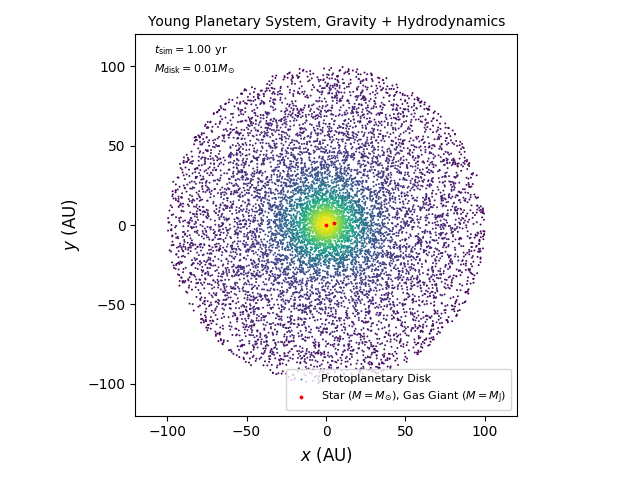 Young Planetary System, Gravity + Hydrodynamics
t_sim = 1.00 yr
M_disk = 0.01M_⊙
100
50
0
−50
−100
y (AU)
Protoplanetary Disk
Star (M = M_⊙), Gas Giant (M = M_J)
−100 −50 0 50 100
x (AU)